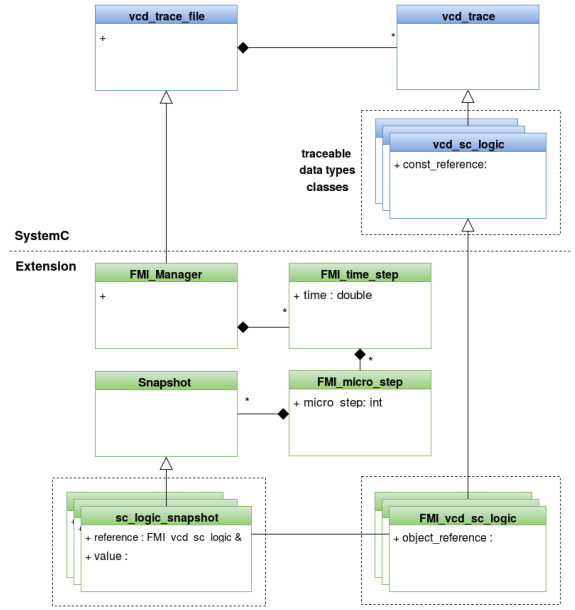 vcd_trace_file
+
*
vcd_trace
traceable
data types
classes
vcd_sc_logic
+ const_reference:
SystemC
Extension
FMI_Manager
+
*
FMI_time_step
+ time : double
*
Snapshot
*
FMI_micro_step
+ micro_step: int
+
+
sc_logic_snapshot
+ reference : FMI_vcd_sc_logic &
+ value :
FMI_vcd_sc_logic
+ object_reference :